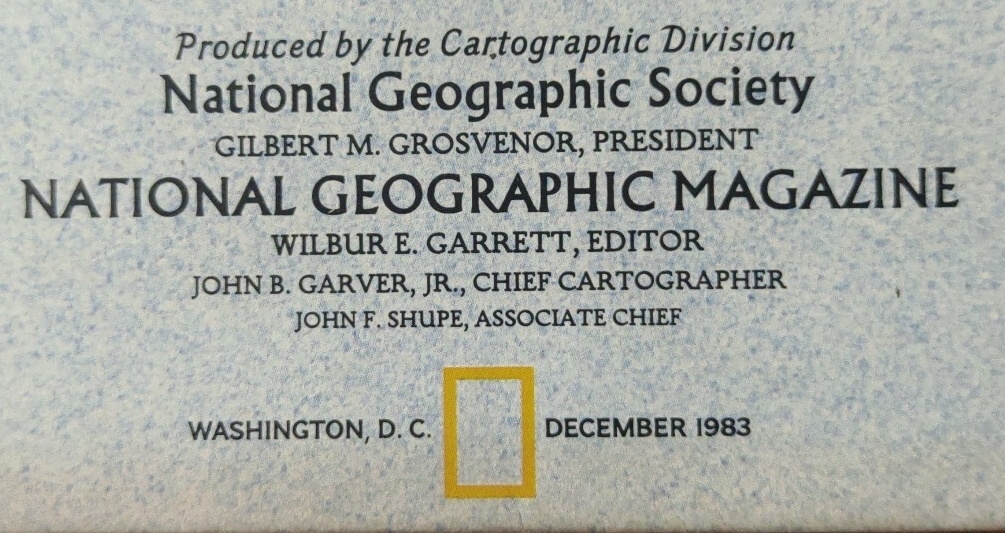 Produced by the Cartographic Division
National Geographic Society
GILBERT M. GROSVENOR, PRESIDENT
NATIONAL GEOGRAPHIC MAGAZINE
WILBUR E. GARRETT, EDITOR
JOHN B. GARVER, JR., CHIEF CARTOGRAPHER
JOHN F. SHUPE, ASSOCIATE CHIEF
WASHINGTON, D. C. DECEMBER 1983